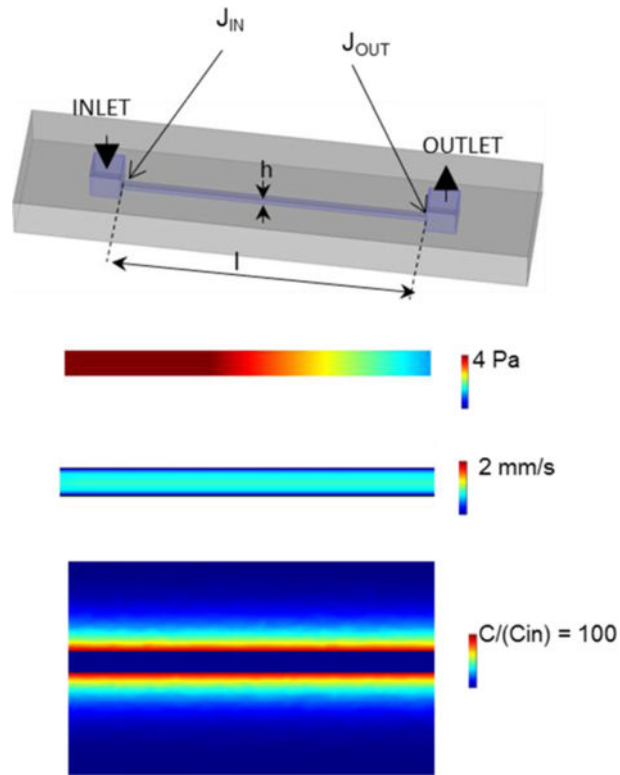 J_IN
J_OUT
INLET
OUTLET
h
l
4 Pa
2 mm/s
C/(Cin) = 100